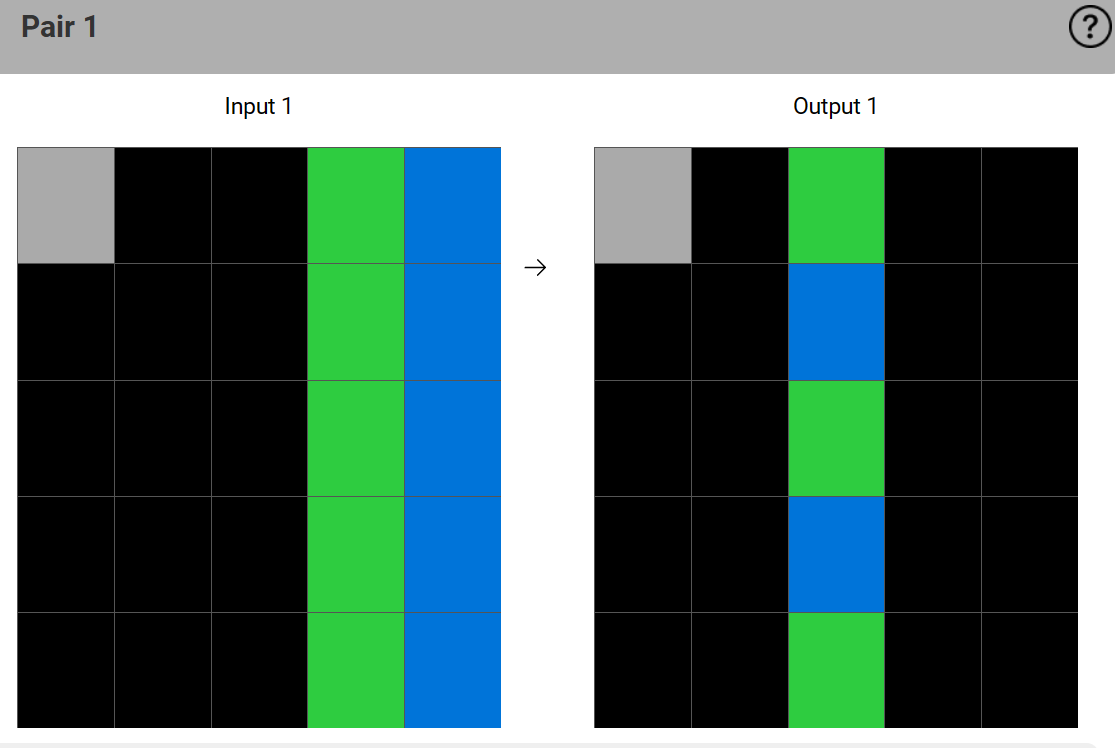 Pair 1
?
Input 1
Output 1
→